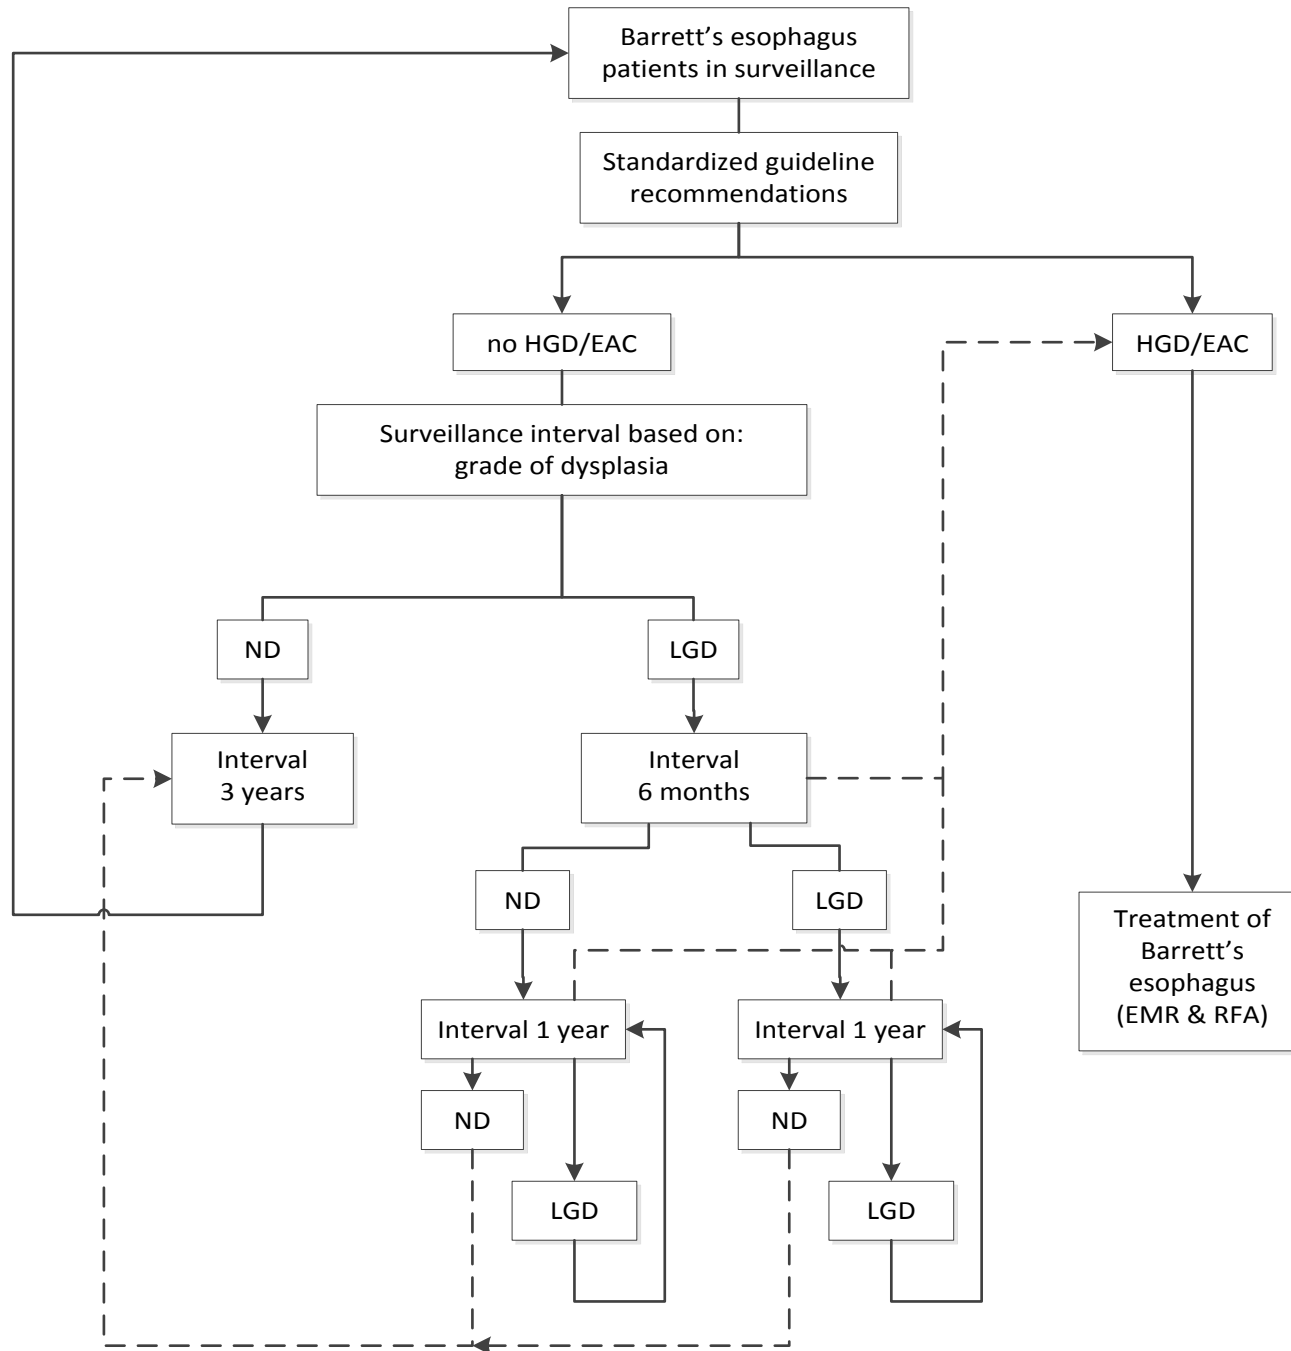 Barrett’s esophagus
patients in surveillance
Standardized guideline
recommendations
no HGD/EAC
HGD/EAC
Surveillance interval based on:
grade of dysplasia
ND
LGD
Interval
3 years
Interval
6 months
ND
LGD
Treatment of
Barrett’s
esophagus
(EMR & RFA)
Interval 1 year
Interval 1 year
ND
ND
LGD
LGD